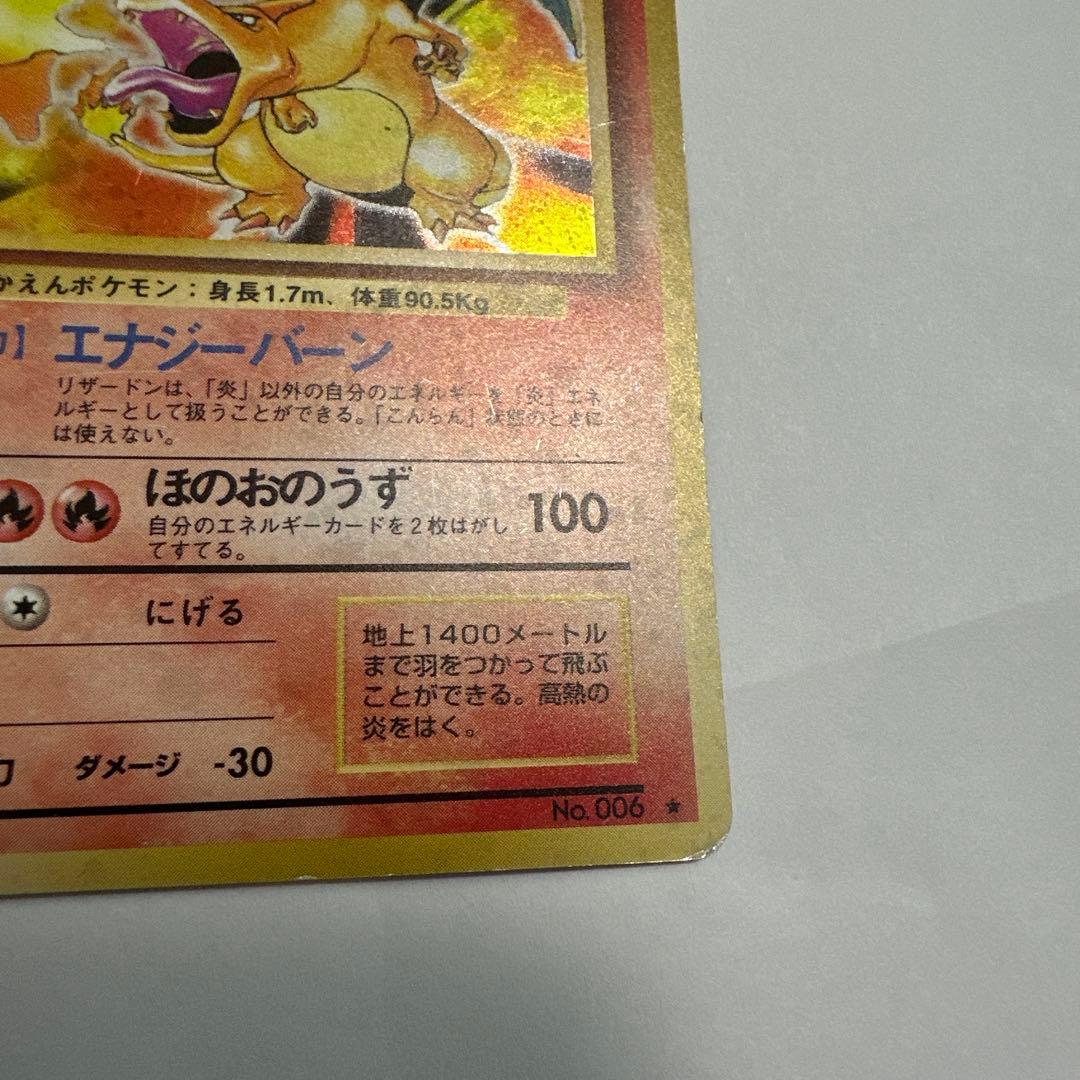 かえんポケモン：身長1.7m、体重90.5Kg
】 エナジーバーン
リザードンは、「炎」以外の自分のエネルギーを「炎」エネ
ルギーとして扱うことができる。「こんらん」状態のときに
は使えない。
ほのおのうず 100
自分のエネルギーカードを2枚はがし
てすてる。
にげる
地上1400メートル
まで羽をつかって飛ぶ
ことができる。高熱の
炎をはく。
ダメージ -30
No. 006 ★